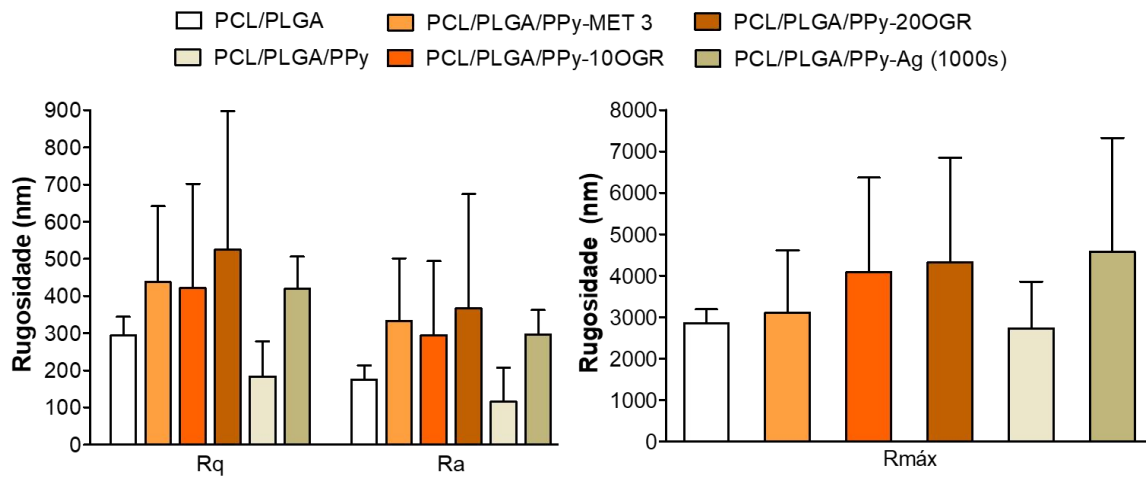 PCL/PLGA
PCL/PLGA/PPy-MET 3
PCL/PLGA/PPy-20OGR
PCL/PLGA/PPy
PCL/PLGA/PPy-10OGR
PCL/PLGA/PPy-Ag (1000s)
Rugosidade (nm)
900
800
700
600
500
400
300
200
100
0
Rq
Ra
Rugosidade (nm)
8000
7000
6000
5000
4000
3000
2000
1000
0
Rmáx